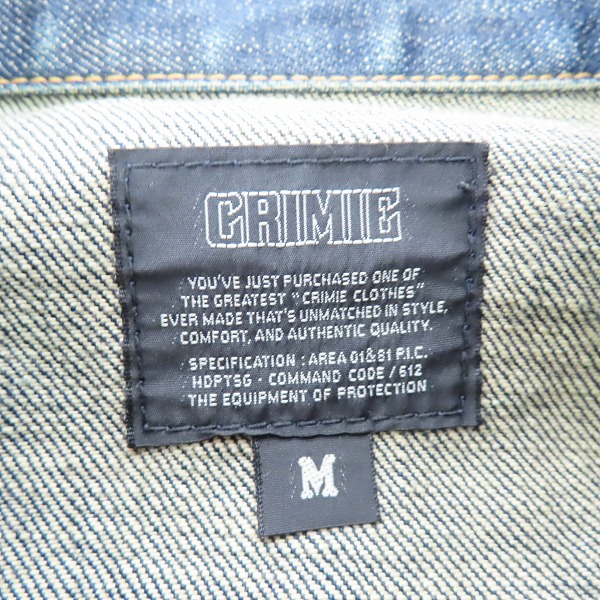 CRIMIE
YOU'VE JUST PURCHASED ONE OF
THE GREATEST "CRIMIE CLOTHES"
EVER MADE THAT'S UNMATCHED IN STYLE,
COMFORT, AND AUTHENTIC QUALITY.
SPECIFICATION : AREA 01&81 P.I.C.
HDPTSG - COMMAND CODE / 612
THE EQUIPMENT OF PROTECTION
M